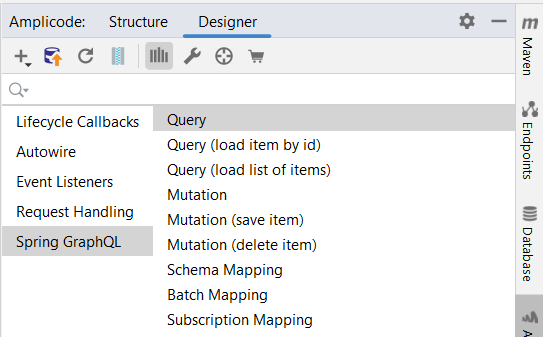 Amplicode: Structure Designer
Lifecycle Callbacks
Autowire
Event Listeners
Request Handling
Spring GraphQL
Query
Query (load item by id)
Query (load list of items)
Mutation
Mutation (save item)
Mutation (delete item)
Schema Mapping
Batch Mapping
Subscription Mapping
m
Maven
Endpoints
Database